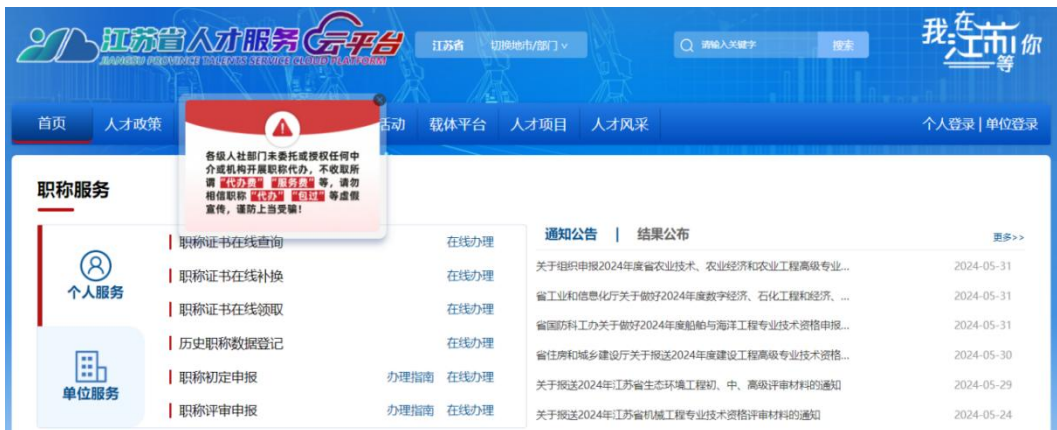 江苏省人才服务云平台
JIANGSU PROVINCE TALENTS SERVICE CLOUD PLATFORM
江苏省 切换地市/部门
请输入关键字 搜索
我在江苏等你
首页 人才政策 活动 载体平台 人才项目 人才风采 个人登录 | 单位登录
各级人社部门未委托或授权任何中
介或机构开展职称代办,不收取所
谓“代办费”“服务费”等,请勿
相信职称“代办”“包过”等虚假
宣传,谨防上当受骗!
职称服务
个人服务
单位服务
职称证书在线查询 在线办理
职称证书在线补换 在线办理
职称证书在线领取 在线办理
历史职称数据登记 在线办理
职称初定申报 办理指南 在线办理
职称评审申报 办理指南 在线办理
通知公告 | 结果公布 更多>>
关于组织申报2024年度省农业技术、农业经济和农业工程高级专业... 2024-05-31
省工业和信息化厅关于做好2024年度数字经济、石化工程和经济、... 2024-05-31
省国防科工办关于做好2024年度船舶与海洋工程专业技术资格申报... 2024-05-31
省住房和城乡建设厅关于报送2024年度建设工程高级专业技术资格... 2024-05-30
关于报送2024年江苏省生态环境工程初、中、高级评审材料的通知 2024-05-29
关于报送2024年江苏省机械工程专业技术资格评审材料的通知 2024-05-24